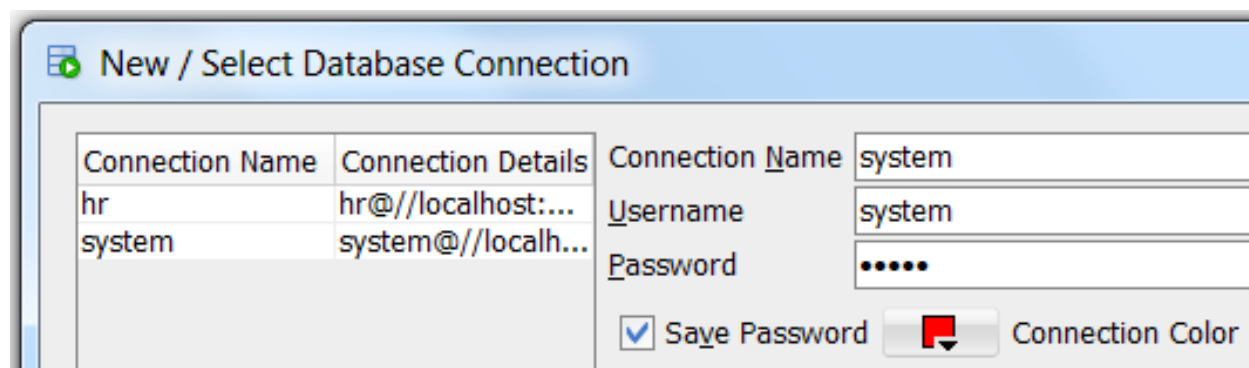 New / Select Database Connection
Connection Name Connection Details
hr hr@//localhost:...
system system@//localh...
Connection Name system
Username system
Password •••••
Save Password Connection Color